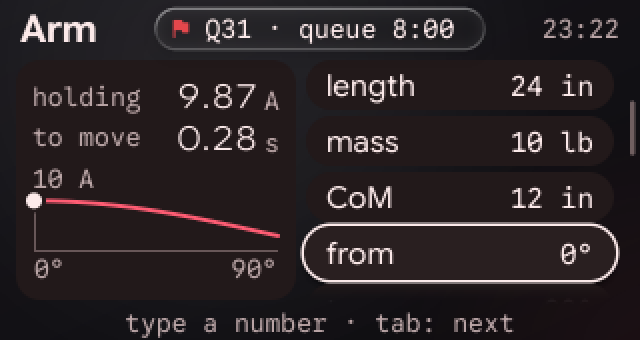 Arm
Q31 · queue 8:00
23:22
holding 9.87 A
to move 0.28 s
10 A
0° 90°
length 24 in
mass 10 lb
CoM 12 in
from 0°
type a number · tab: next